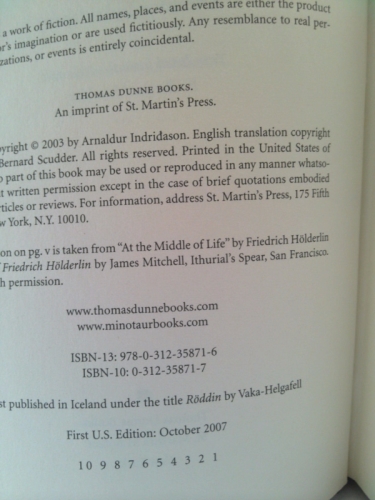 a work of fiction. All names, places, and events are either the product
or's imagination or are used fictitiously. Any resemblance to real per-
zations, or events is entirely coincidental.
THOMAS DUNNE BOOKS.
An imprint of St. Martin's Press.
yright © 2003 by Arnaldur Indridason. English translation copyright
Bernard Scudder. All rights reserved. Printed in the United States of
o part of this book may be used or reproduced in any manner whatso-
t written permission except in the case of brief quotations embodied
rticles or reviews. For information, address St. Martin's Press, 175 Fifth
w York, N.Y. 10010.
on on pg. v is taken from "At the Middle of Life" by Friedrich Hölderlin
Friedrich Hölderlin by James Mitchell, Ithurial's Spear, San Francisco.
h permission.
www.thomasdunnebooks.com
www.minotaurbooks.com
ISBN-13: 978-0-312-35871-6
ISBN-10: 0-312-35871-7
st published in Iceland under the title Röddin by Vaka-Helgafell
First U.S. Edition: October 2007
10 9 8 7 6 5 4 3 2 1